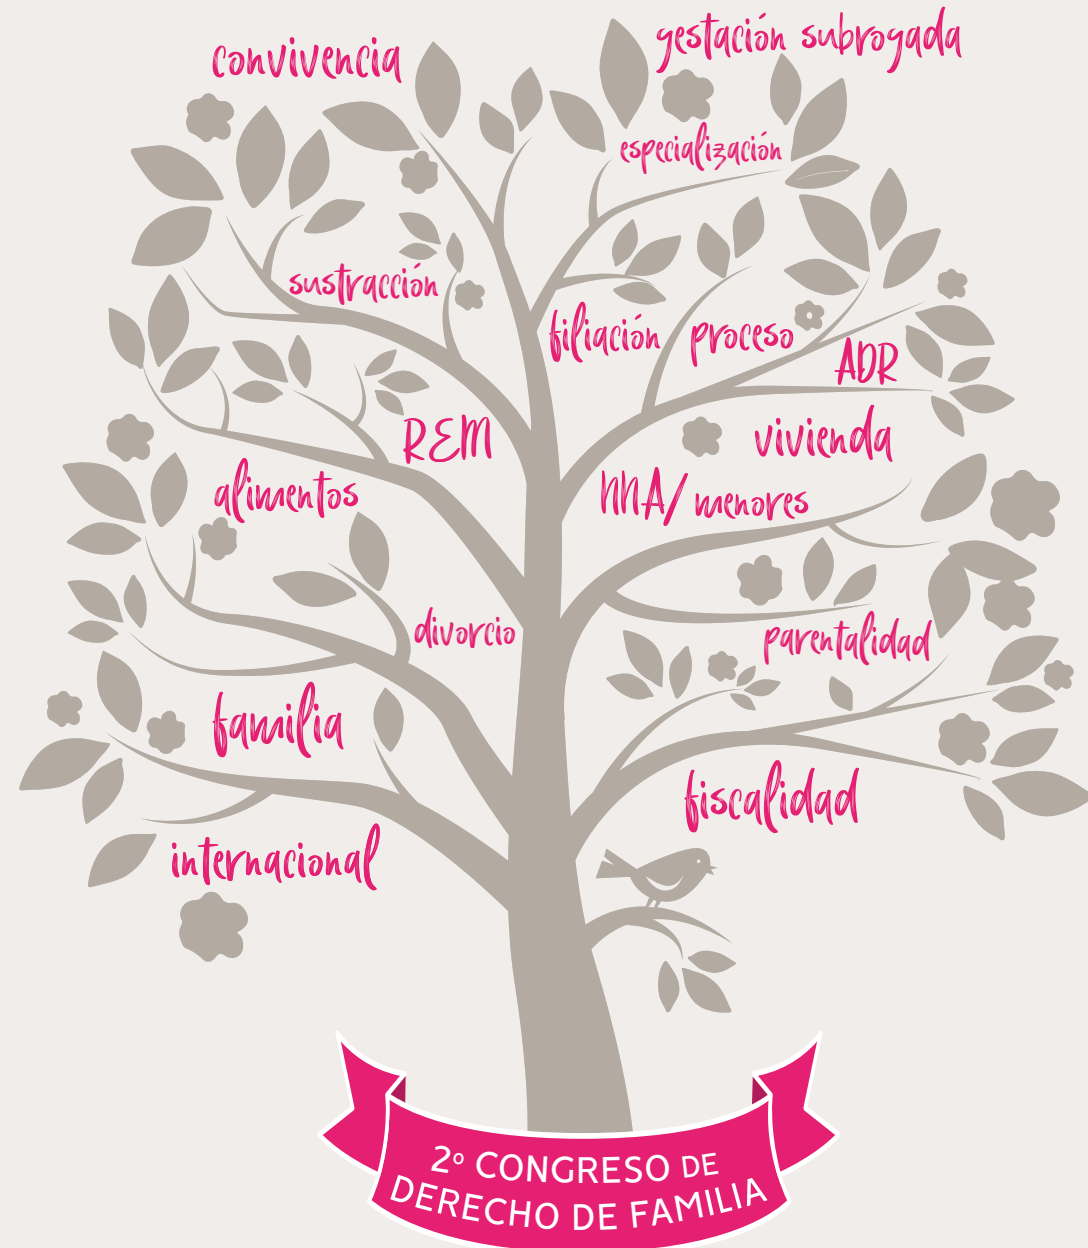 convivencia
gestación subrogada
especialización
sustracción
filiación
proceso
ADR
REM
vivienda
alimentos
NNA/menores
divorcio
parentalidad
familia
fiscalidad
internacional
2º CONGRESO DE
DERECHO DE FAMILIA